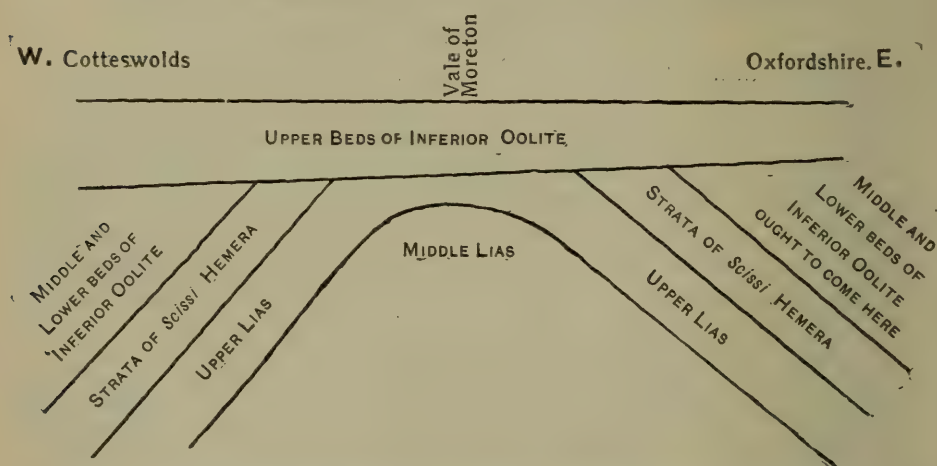 W. Cotteswolds
Vale of
Moreton
Oxfordshire. E.
UPPER BEDS OF INFERIOR OOLITE
MIDDLE AND
LOWER BEDS OF
INFERIOR OOLITE
STRATA OF Scissi HEMERA
UPPER LIAS
MIDDLE LIAS
UPPER LIAS
STRATA OF Scissi HEMERA
MIDDLE AND
LOWER BEDS OF
INFERIOR OOLITE
OUGHT TO COME HERE